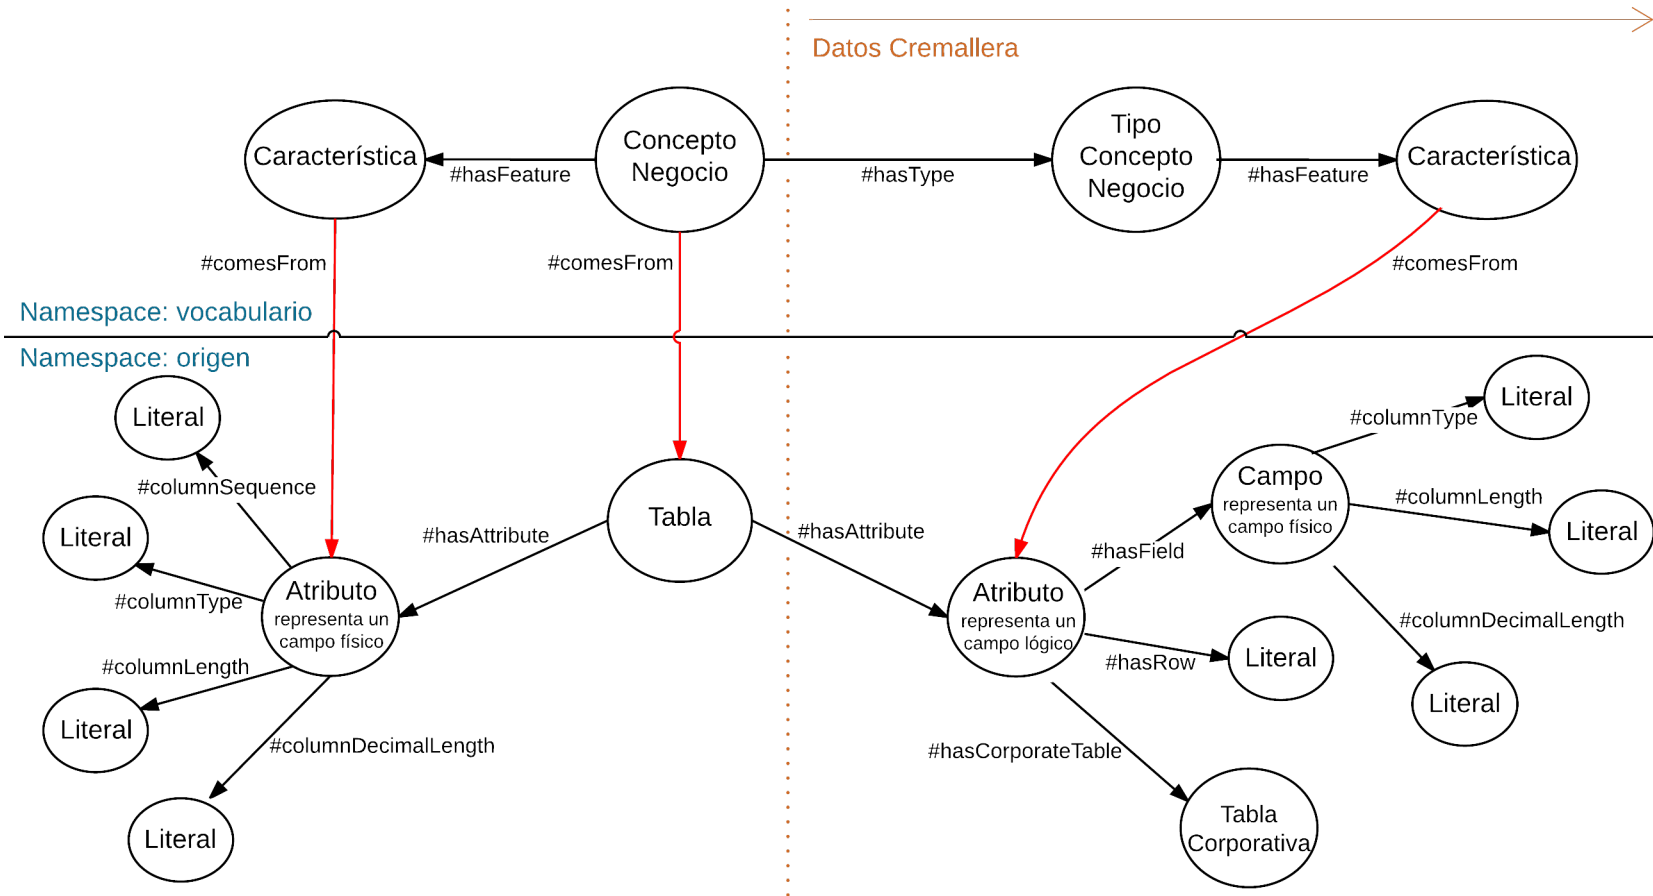 Datos Cremallera
Característica
#hasFeature
Concepto
Negocio
#hasType
Tipo
Concepto
Negocio
#hasFeature
Característica
#comesFrom
#comesFrom
#comesFrom
Namespace: vocabulario
Namespace: origen
Literal
#columnSequence
Literal
#columnType
#columnLength
Literal
#columnDecimalLength
Literal
Atributo
representa un
campo físico
#hasAttribute
Tabla
#hasAttribute
Atributo
representa un
campo lógico
#hasField
#hasRow
Literal
#hasCorporateTable
Tabla
Corporativa
Campo
representa un
campo físico
#columnType
Literal
#columnLength
Literal
#columnDecimalLength
Literal